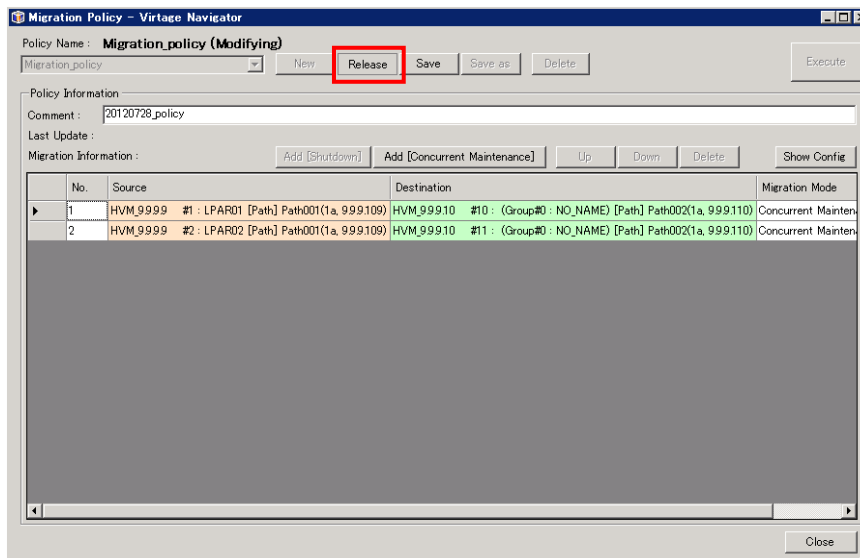 Migration Policy - Virtage Navigator
Policy Name : Migration_policy (Modifying)
Migration_policy New Release Save Save as Delete Execute
Policy Information
Comment : 20120728_policy
Last Update :
Migration Information : Add [Shutdown] Add [Concurrent Maintenance] Up Down Delete Show Config
No. Source Destination Migration Mode
1 HVM_9.9.9.9 #1 : LPAR01 [Path] Path001(1a, 9.9.9.109) HVM_9.9.9.10 #10 : (Group#0 : NO_NAME) [Path] Path002(1a, 9.9.9.110) Concurrent Mainten
2 HVM_9.9.9.9 #2 : LPAR02 [Path] Path001(1a, 9.9.9.109) HVM_9.9.9.10 #11 : (Group#0 : NO_NAME) [Path] Path002(1a, 9.9.9.110) Concurrent Mainten
Close